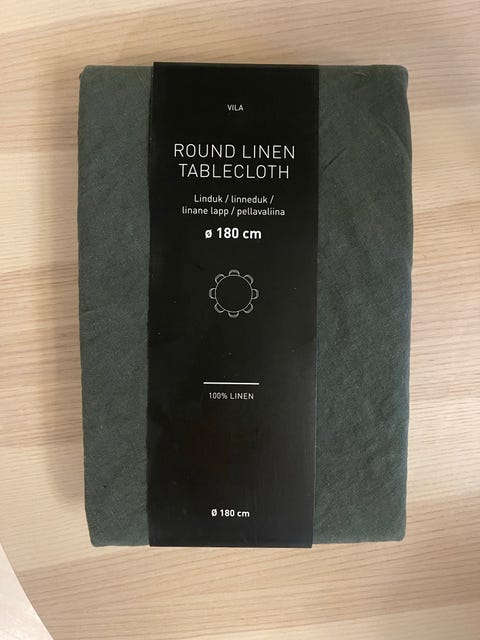 VILA
ROUND LINEN
TABLECLOTH
Linduk / linneduk /
linane lapp / pellavaliina
ø 180 cm
100% LINEN
Ø 180 cm